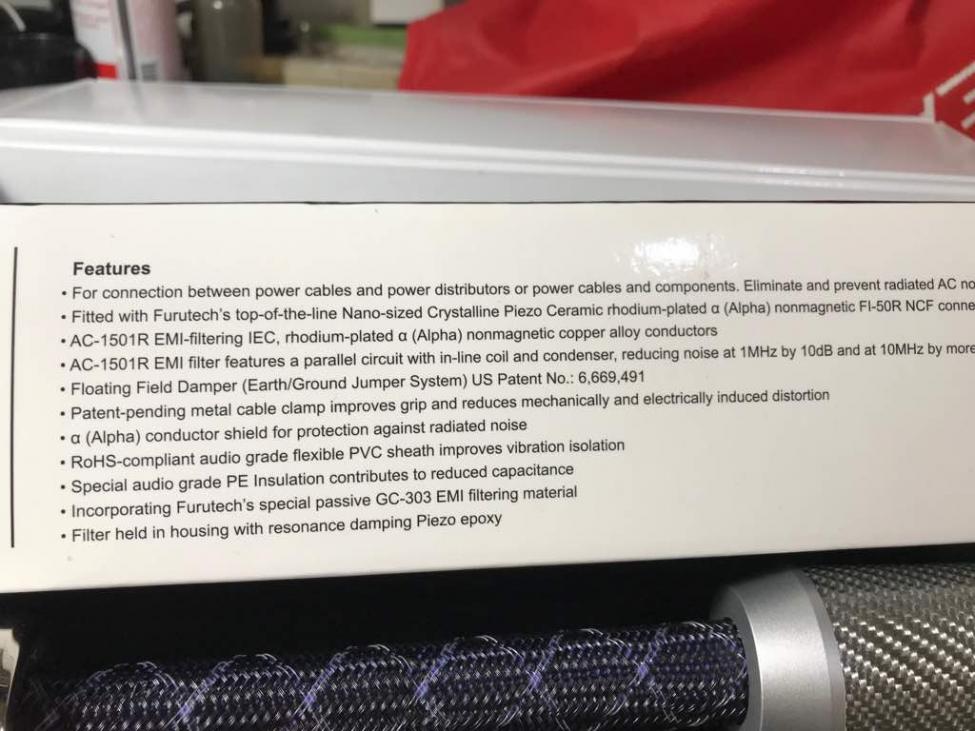 Features
• For connection between power cables and power distributors or power cables and components. Eliminate and prevent radiated AC
• Fitted with Furutech's top-of-the-line Nano-sized Crystalline Piezo Ceramic rhodium-plated α (Alpha) nonmagnetic FI-50R NCF
• AC-1501R EMI-filtering IEC, rhodium-plated α (Alpha) nonmagnetic copper alloy conductors
• AC-1501R EMI filter features a parallel circuit with in-line coil and condenser, reducing noise at 1MHz by 10dB and at 10MHz by more
• Floating Field Damper (Earth/Ground Jumper System) US Patent No.: 6,669,491
• Patent-pending metal cable clamp improves grip and reduces mechanically and electrically induced distortion
• α (Alpha) conductor shield for protection against radiated noise
• RoHS-compliant audio grade flexible PVC sheath improves vibration isolation
• Special audio grade PE Insulation contributes to reduced capacitance
• Incorporating Furutech's special passive GC-303 EMI filtering material
• Filter held in housing with resonance damping Piezo epoxy